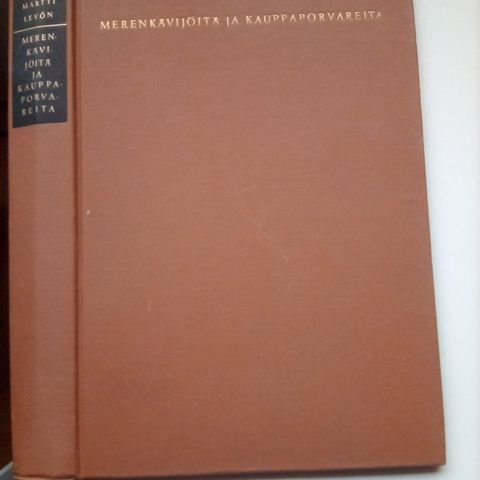 MARTTI
LEVÓN
MEREN-
KÄVI-
JÖITÄ
JA
KAUPPA-
PORVA-
REITA
MERENKÄVIJÖITÄ JA KAUPPAPORVAREITA